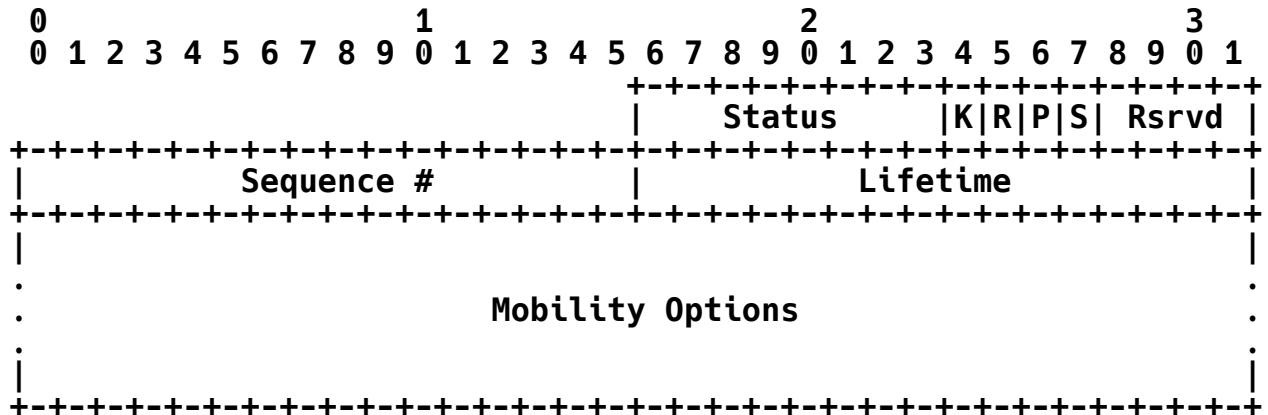 0                   1                   2                   3
 0 1 2 3 4 5 6 7 8 9 0 1 2 3 4 5 6 7 8 9 0 1 2 3 4 5 6 7 8 9 0 1
                                +-+-+-+-+-+-+-+-+-+-+-+-+-+-+-+-+
                                |    Status     |K|R|P|S| Rsrvd |
+-+-+-+-+-+-+-+-+-+-+-+-+-+-+-+-+-+-+-+-+-+-+-+-+-+-+-+-+-+-+-+-+
|           Sequence #          |           Lifetime            |
+-+-+-+-+-+-+-+-+-+-+-+-+-+-+-+-+-+-+-+-+-+-+-+-+-+-+-+-+-+-+-+-+
|                                                               |
.                                                               .
.                        Mobility Options                       .
.                                                               .
|                                                               |
+-+-+-+-+-+-+-+-+-+-+-+-+-+-+-+-+-+-+-+-+-+-+-+-+-+-+-+-+-+-+-+-+